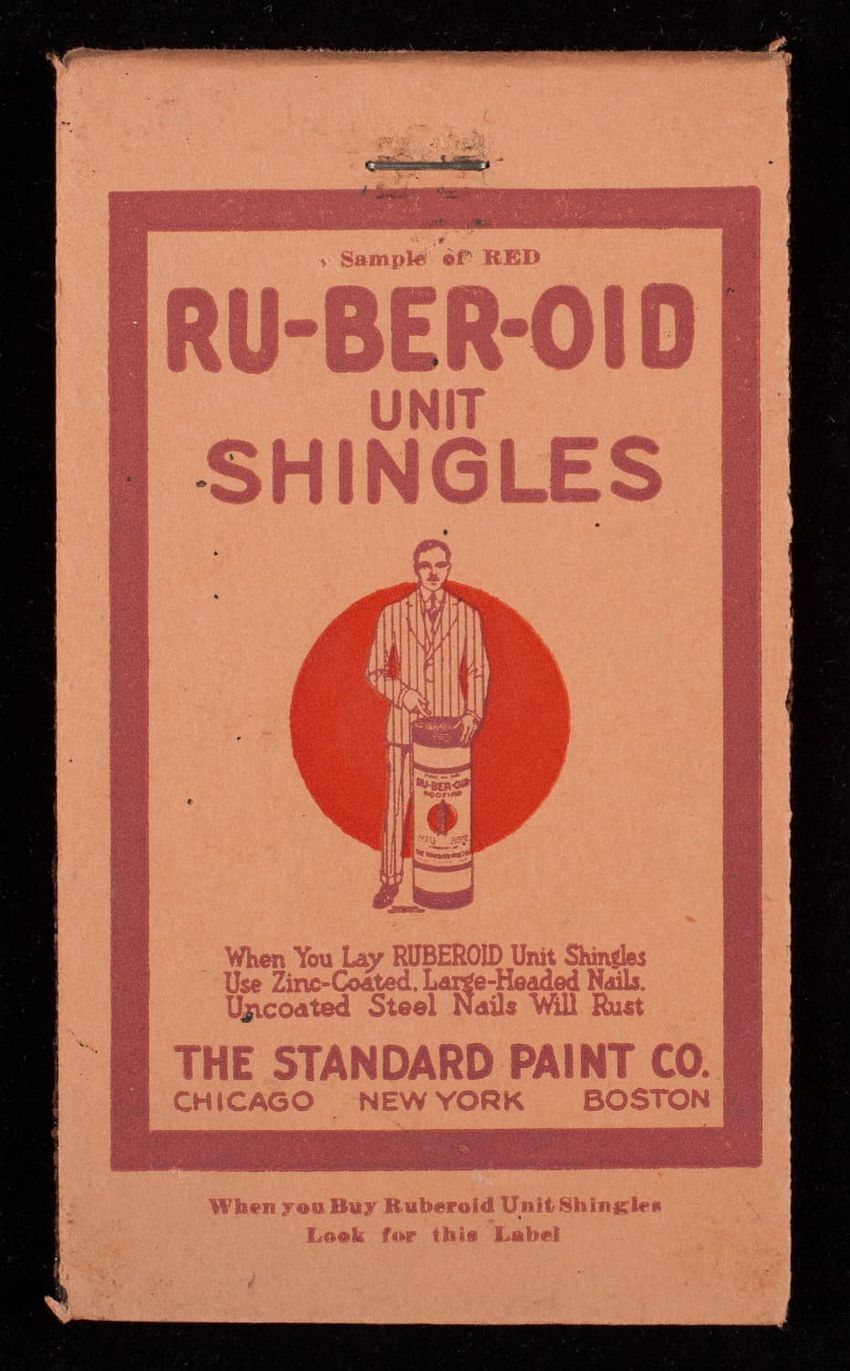 Sample of RED
RU-BER-OID
UNIT
SHINGLES
RU-BER-OID
ROOFING
When You Lay RUBEROID Unit Shingles
Use Zinc-Coated, Large-Headed Nails.
Uncoated Steel Nails Will Rust
THE STANDARD PAINT CO.
CHICAGO NEW YORK BOSTON
When you Buy Ruberoid Unit Shingles
Look for this Label